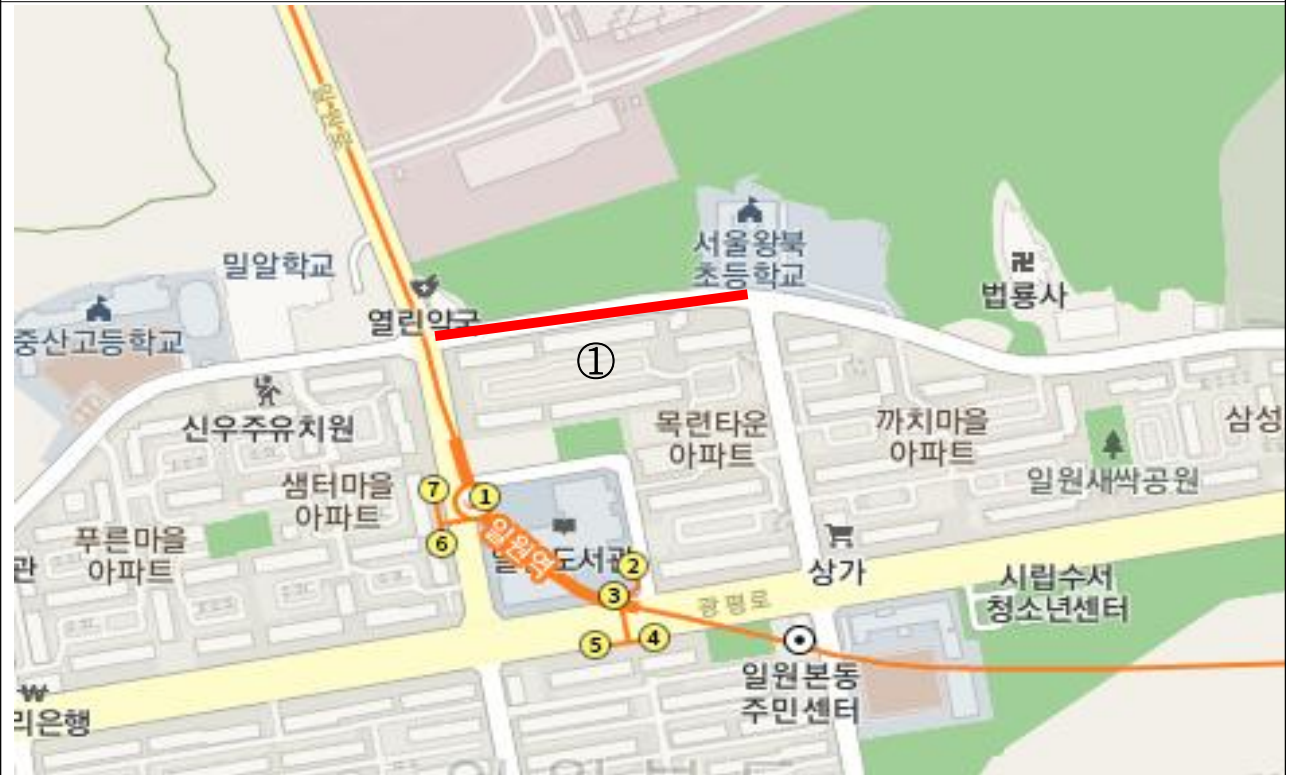 일원로
서울왕북
초등학교
밀알학교
법룡사
열린약국
중산고등학교
①
신우주유치원
목련타운
아파트
까치마을
아파트
삼성
샘터마을
아파트
일원새싹공원
7
1
푸른마을
아파트
6
일원역
도서관
2
상가
시립수서
청소년센터
관
3
광평로
5
4
일원본동
주민센터
₩
리은행